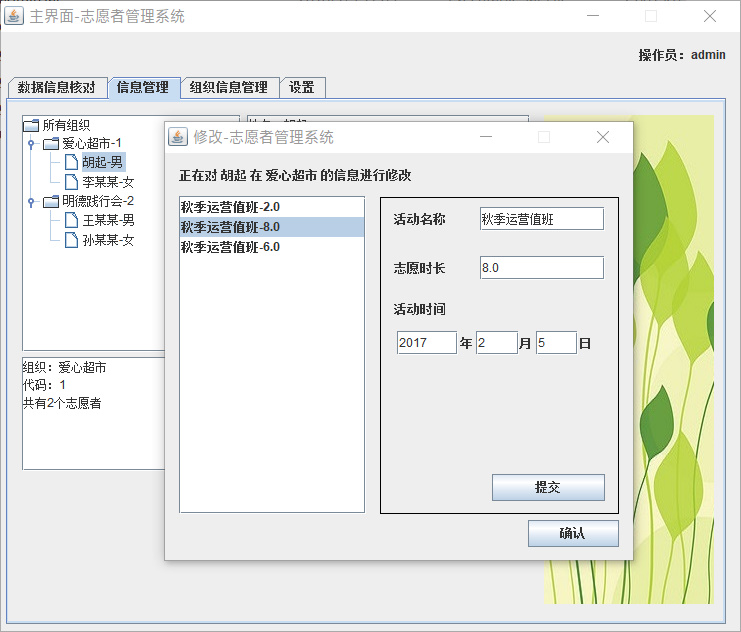 主界面-志愿者管理系统
操作员：admin
数据信息核对
信息管理
组织信息管理
设置
所有组织
爱心超市-1
胡起-男
李某某-女
明德践行会-2
王某某-男
孙某某-女
组织：爱心超市
代码：1
共有2个志愿者
修改-志愿者管理系统
正在对 胡起 在 爱心超市 的信息进行修改
秋季运营值班-2.0
秋季运营值班-8.0
秋季运营值班-6.0
活动名称 秋季运营值班
志愿时长 8.0
活动时间
2017 年 2 月 5 日
提交
确认